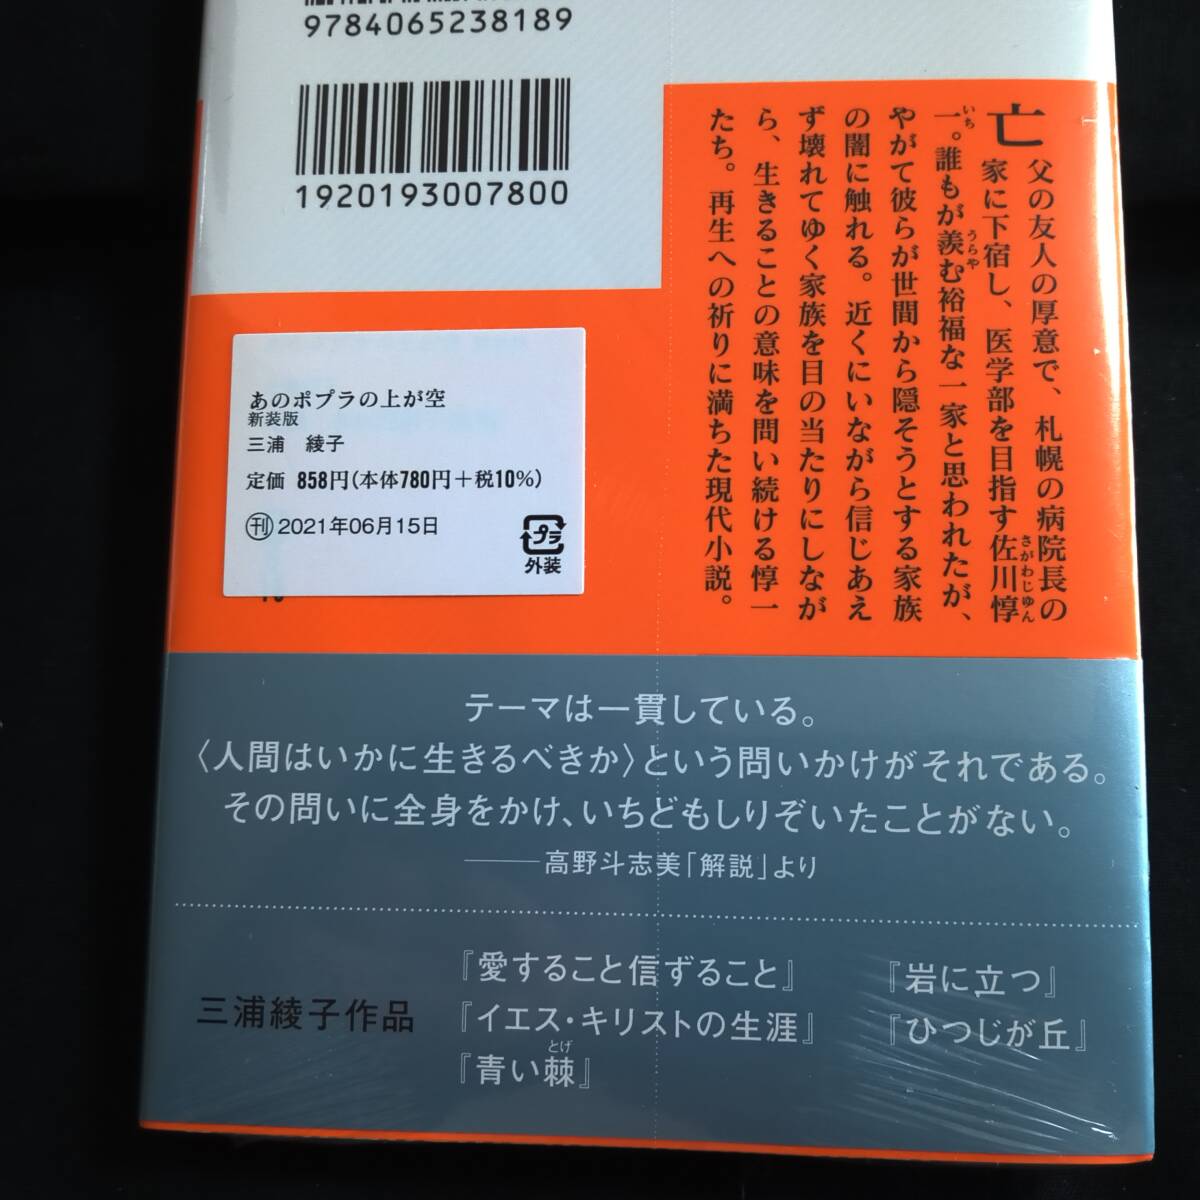 9784065238189
1920193007800
亡父の友人の厚意で、札幌の病院長の
家に下宿し、医学部を目指す佐川惇
さがわじゅん
一。誰もが羨む裕福な一家と思われたが、
いち
うらや
やがて彼らが世間から隠そうとする家族
の闇に触れる。近くにいながら信じあえ
ず壊れてゆく家族を目の当たりにしなが
ら、生きることの意味を問い続ける惇一
たち。再生への祈りに満ちた現代小説。
あのポプラの上が空
新装版
三浦 綾子
定価 858円(本体780円+税10%)
刊 2021年06月15日
プラ
外装
テーマは一貫している。
〈人間はいかに生きるべきか〉という問いかけがそれである。
その問いに全身をかけ、いちどもしりぞいたことがない。
――高野斗志美「解説」より
三浦綾子作品
『愛すること信ずること』
『イエス・キリストの生涯』
『青い棘』
とげ
『岩に立つ』
『ひつじが丘』